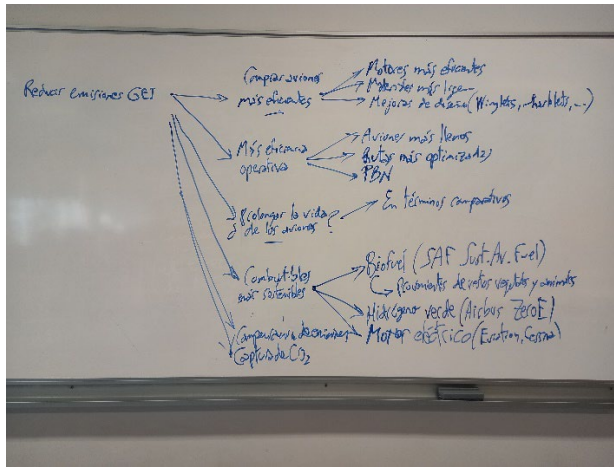 Reducir emisiones GEI
Comprar aviones
más eficientes
Motores más eficientes
Materiales más
Mejoras de diseño (Winglets, Sharklets, ...)
Más eficiencia
operativa
Aviones más llenos
Rutas más optimizadas
PBN
Prolongar la vida
¿ de los aviones?
En términos comparativos
Combustibles
más sostenibles
Biofuel (SAF Sust. Av. Fuel)
Provenientes de restos vegetales y animales
Hidrógeno verde (Airbus ZeroE)
Motor eléctrico (Eviation, Cessna)
Compensación de emisiones
Captura de CO2